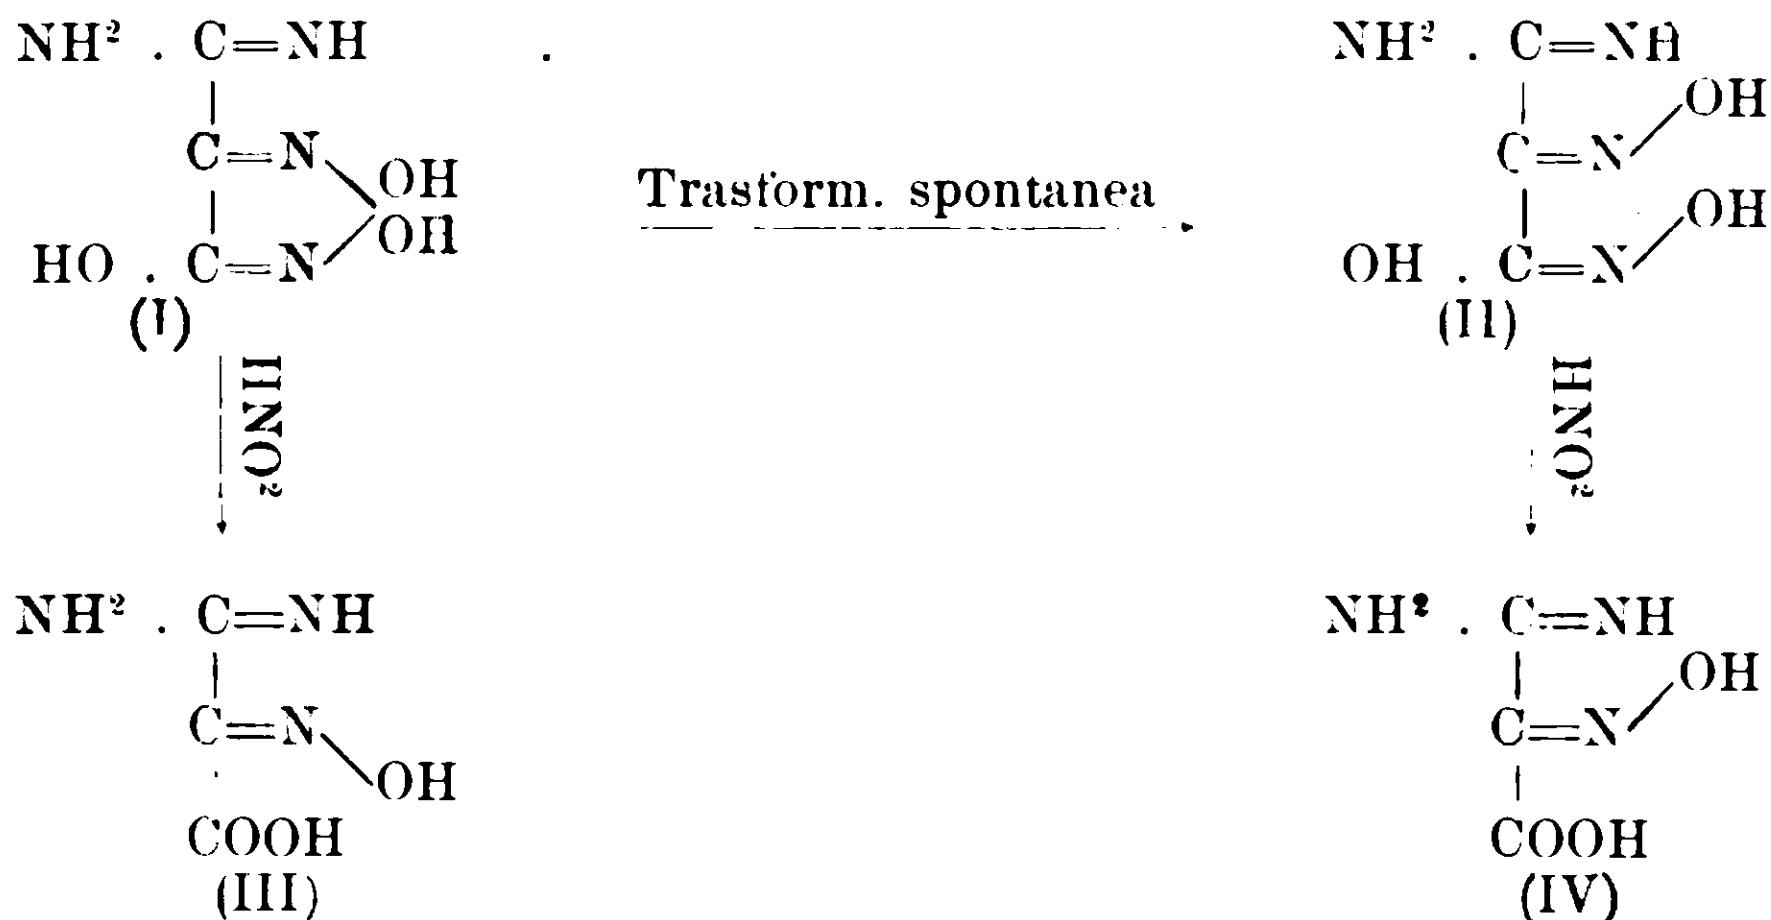 NH² . C=NH NH² . C=NH
OH
C=N OH C=N
Trasform. spontanea
OH OH
HO . C=N OH . C=N
(I) (II)
HNO² HNO²
NH² . C=NH NH² . C=NH
OH
C=N C=N
OH
COOH COOH
(III) (IV)